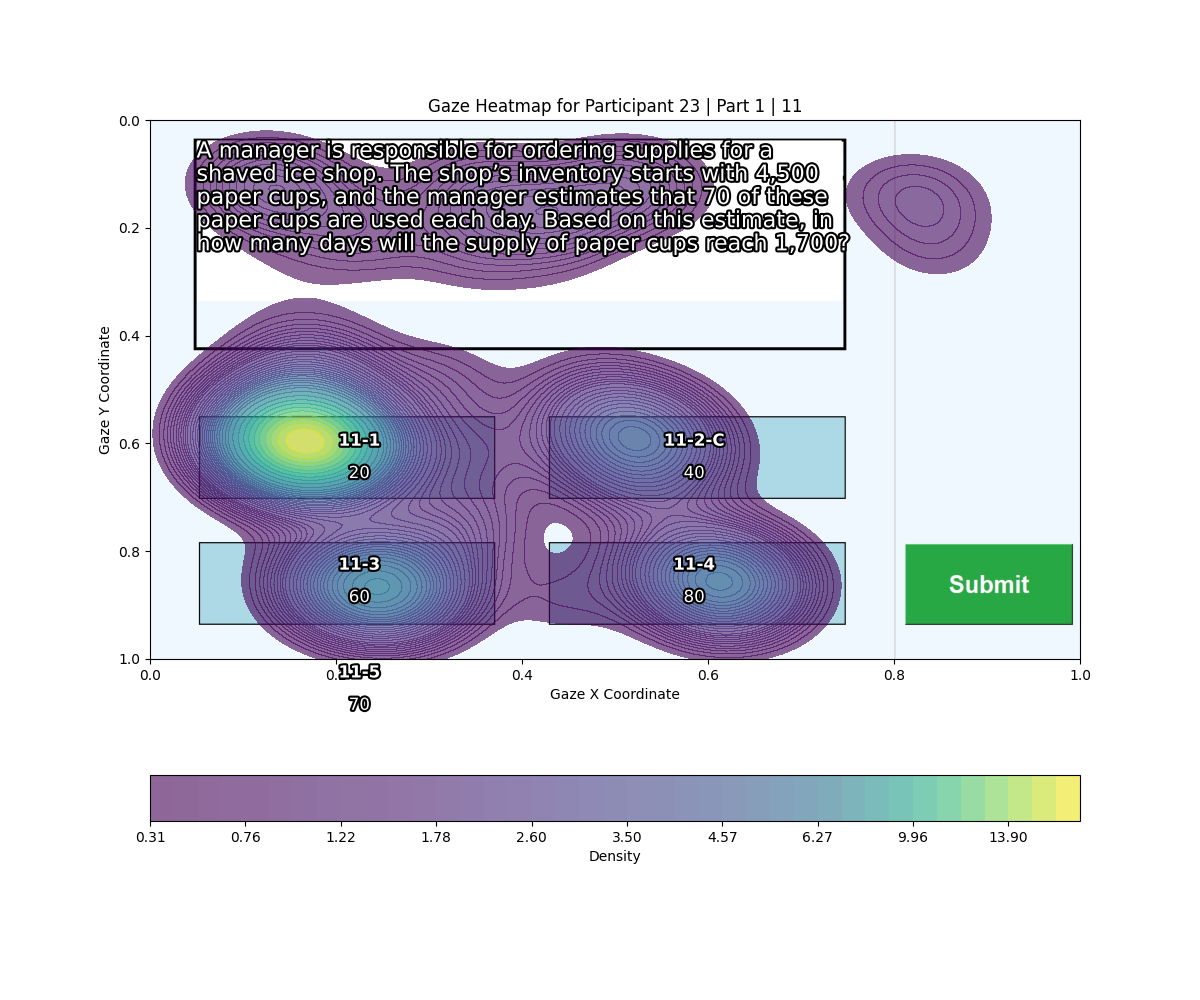 Gaze Heatmap for Participant 23 | Part 1 | 11
A manager is responsible for ordering supplies for a
shaved ice shop. The shop’s inventory starts with 4,500
paper cups, and the manager estimates that 70 of these
paper cups are used each day. Based on this estimate, in
how many days will the supply of paper cups reach 1,700?
0.0
0.2
0.4
0.6
0.8
1.0
Gaze Y Coordinate
11-1
20
11-2-C
40
11-3
60
11-4
80
Submit
0.0
0.4
0.6
0.8
1.0
11-5
70
Gaze X Coordinate
0.31
0.76
1.22
1.78
2.60
3.50
4.57
6.27
9.96
13.90
Density